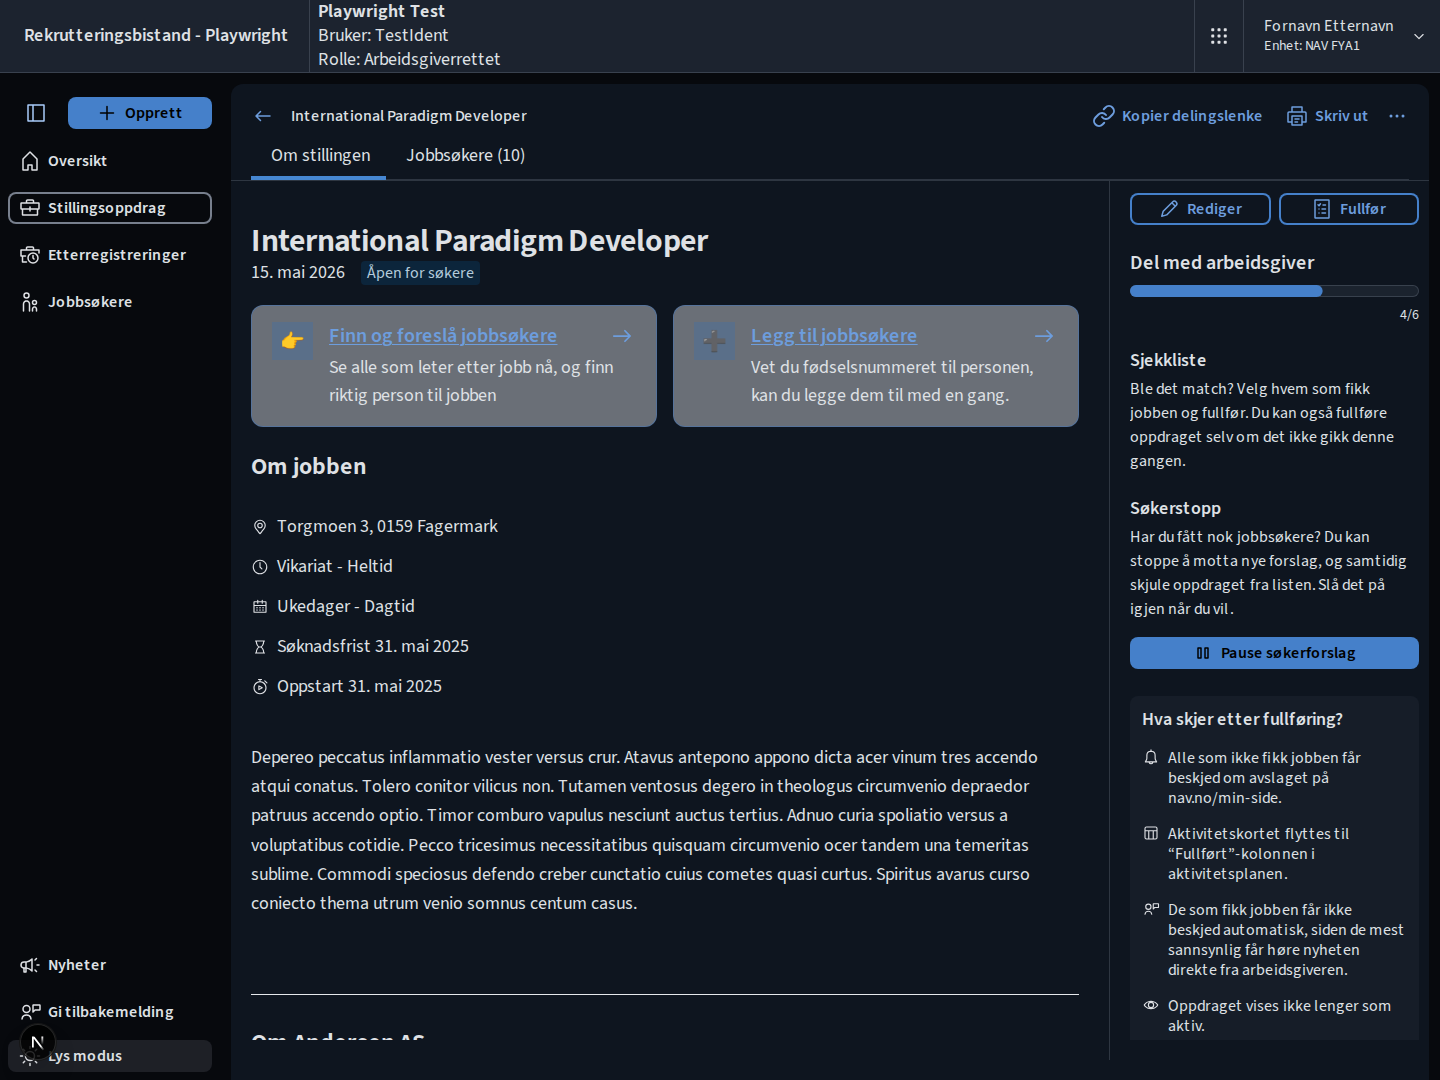 Rekrutteringsbistand - Playwright
Playwright Test
Bruker: TestIdent
Rolle: Arbeidsgiverrettet
Fornavn Etternavn
Enhet: NAV FYA1
Opprett
Oversikt
Stillingsoppdrag
Etterregistreringer
Jobbsøkere
Nyheter
Gi tilbakemelding
N
Lys modus
International Paradigm Developer
Kopier delingslenke
Skriv ut
Om stillingen
Jobbsøkere (10)
International Paradigm Developer
15. mai 2026
Åpen for søkere
Finn og foreslå jobbsøkere
Se alle som leter etter jobb nå, og finn
riktig person til jobben
Legg til jobbsøkere
Vet du fødselsnummeret til personen,
kan du legge dem til med en gang.
Om jobben
Torgmoen 3, 0159 Fagermark
Vikariat - Heltid
Ukedager - Dagtid
Søknadsfrist 31. mai 2025
Oppstart 31. mai 2025
Depereo peccatus inflammatio vester versus crur. Atavus antepono appono dicta acer vinum tres accendo
atqui conatus. Tolero conitor vilicus non. Tutamen ventosus degero in theologus circumvenio depraedor
patruus accendo optio. Timor comburo vapulus nesciunt auctus tertius. Adnuo curia spoliatio versus a
voluptatibus cotidie. Pecco tricesimus necessitatibus quisquam circumvenio ocer tandem una temeritas
sublime. Commodi speciosus defendo creber cunctatio cuius cometes quasi curtus. Spiritus avarus curso
coniecto thema utrum venio somnus centum casus.
Om Andersen AS
Rediger
Fullfør
Del med arbeidsgiver
4/6
Sjekkliste
Ble det match? Velg hvem som fikk
jobben og fullfør. Du kan også fullføre
oppdraget selv om det ikke gikk denne
gangen.
Søkerstopp
Har du fått nok jobbsøkere? Du kan
stoppe å motta nye forslag, og samtidig
skjule oppdraget fra listen. Slå det på
igjen når du vil.
Pause søkerforslag
Hva skjer etter fullføring?
Alle som ikke fikk jobben får
beskjed om avslaget på
nav.no/min-side.
Aktivitetskortet flyttes til
“Fullført”-kolonnen i
aktivitetsplanen.
De som fikk jobben får ikke
beskjed automatisk, siden de mest
sannsynlig får høre nyheten
direkte fra arbeidsgiveren.
Oppdraget vises ikke lenger som
aktiv.